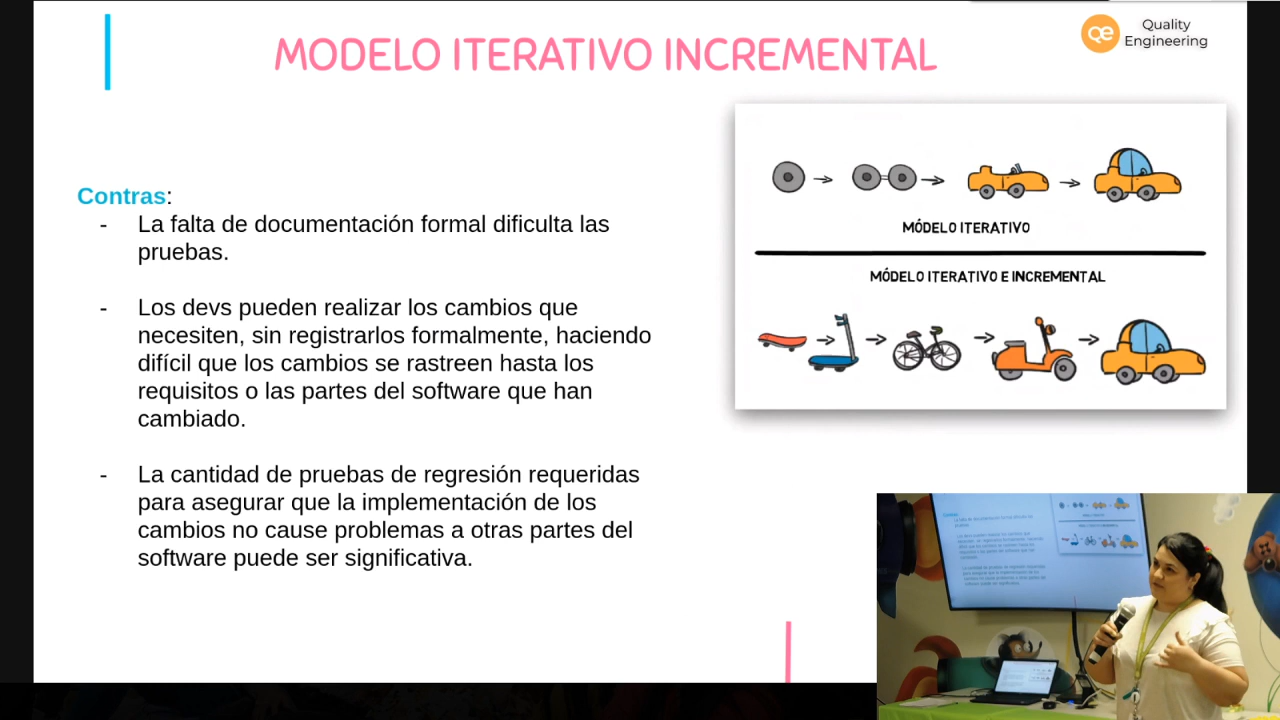 MODELO ITERATIVO INCREMENTAL
qe
Quality
Engineering
Contras:
- La falta de documentación formal dificulta las
pruebas.
- Los devs pueden realizar los cambios que
necesiten, sin registrarlos formalmente, haciendo
difícil que los cambios se rastreen hasta los
requisitos o las partes del software que han
cambiado.
- La cantidad de pruebas de regresión requeridas
para asegurar que la implementación de los
cambios no cause problemas a otras partes del
software puede ser significativa.
MÓDELO ITERATIVO
MÓDELO ITERATIVO E INCREMENTAL